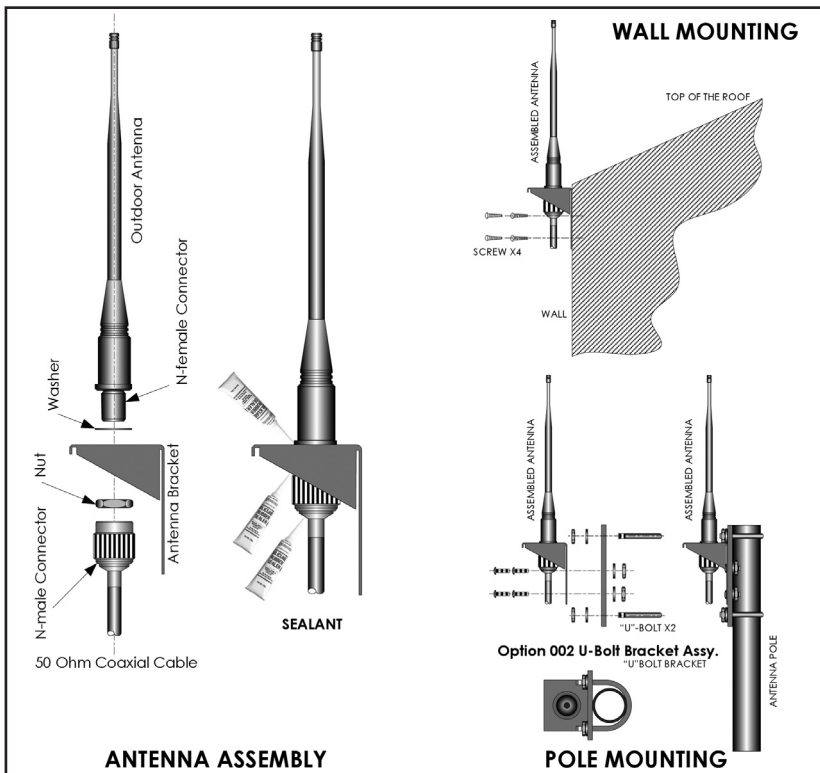 WALL MOUNTING
TOP OF THE ROOF
ASSEMBLED ANTENNA
SCREW X4
WALL
Outdoor Antenna
N-female Connector
Washer
Nut
Antenna Bracket
N-male Connector
50 Ohm Coaxial Cable
SEALANT
ANTENNA ASSEMBLY
ASSEMBLED ANTENNA
ASSEMBLED ANTENNA
"U"-BOLT X2
Option 002 U-Bolt Bracket Assy.
"U"BOLT BRACKET
ANTENNA POLE
POLE MOUNTING